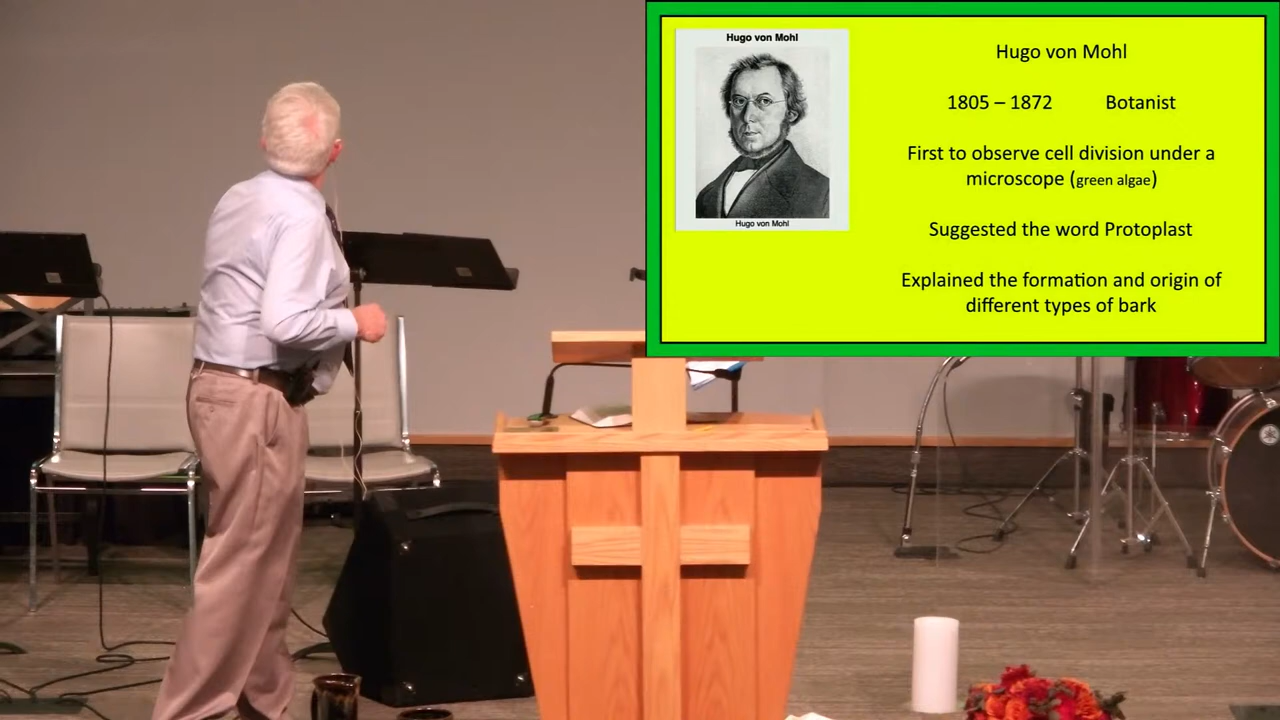 Hugo von Mohl
Hugo von Mohl
Hugo von Mohl
1805 – 1872 Botanist
First to observe cell division under a
microscope (green algae)
Suggested the word Protoplast
Explained the formation and origin of
different types of bark